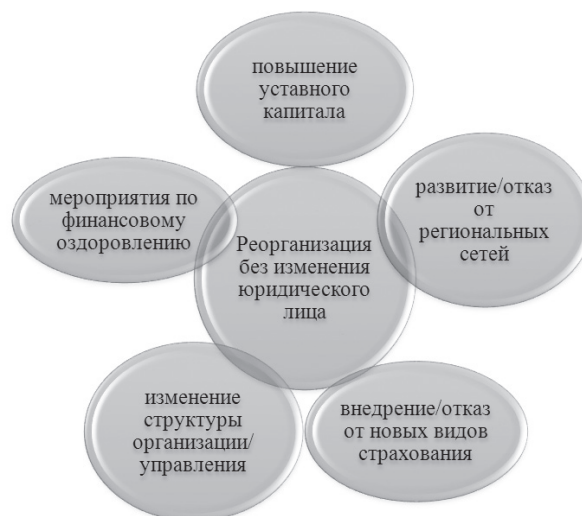 повышение
уставного
капитала
развитие/отказ
от
региональных
сетей
внедрение/отказ
от новых видов
страхования
изменение
структуры
организации/
управления
мероприятия по
финансовому
оздоровлению
Реорганизация
без изменения
юридического
лица